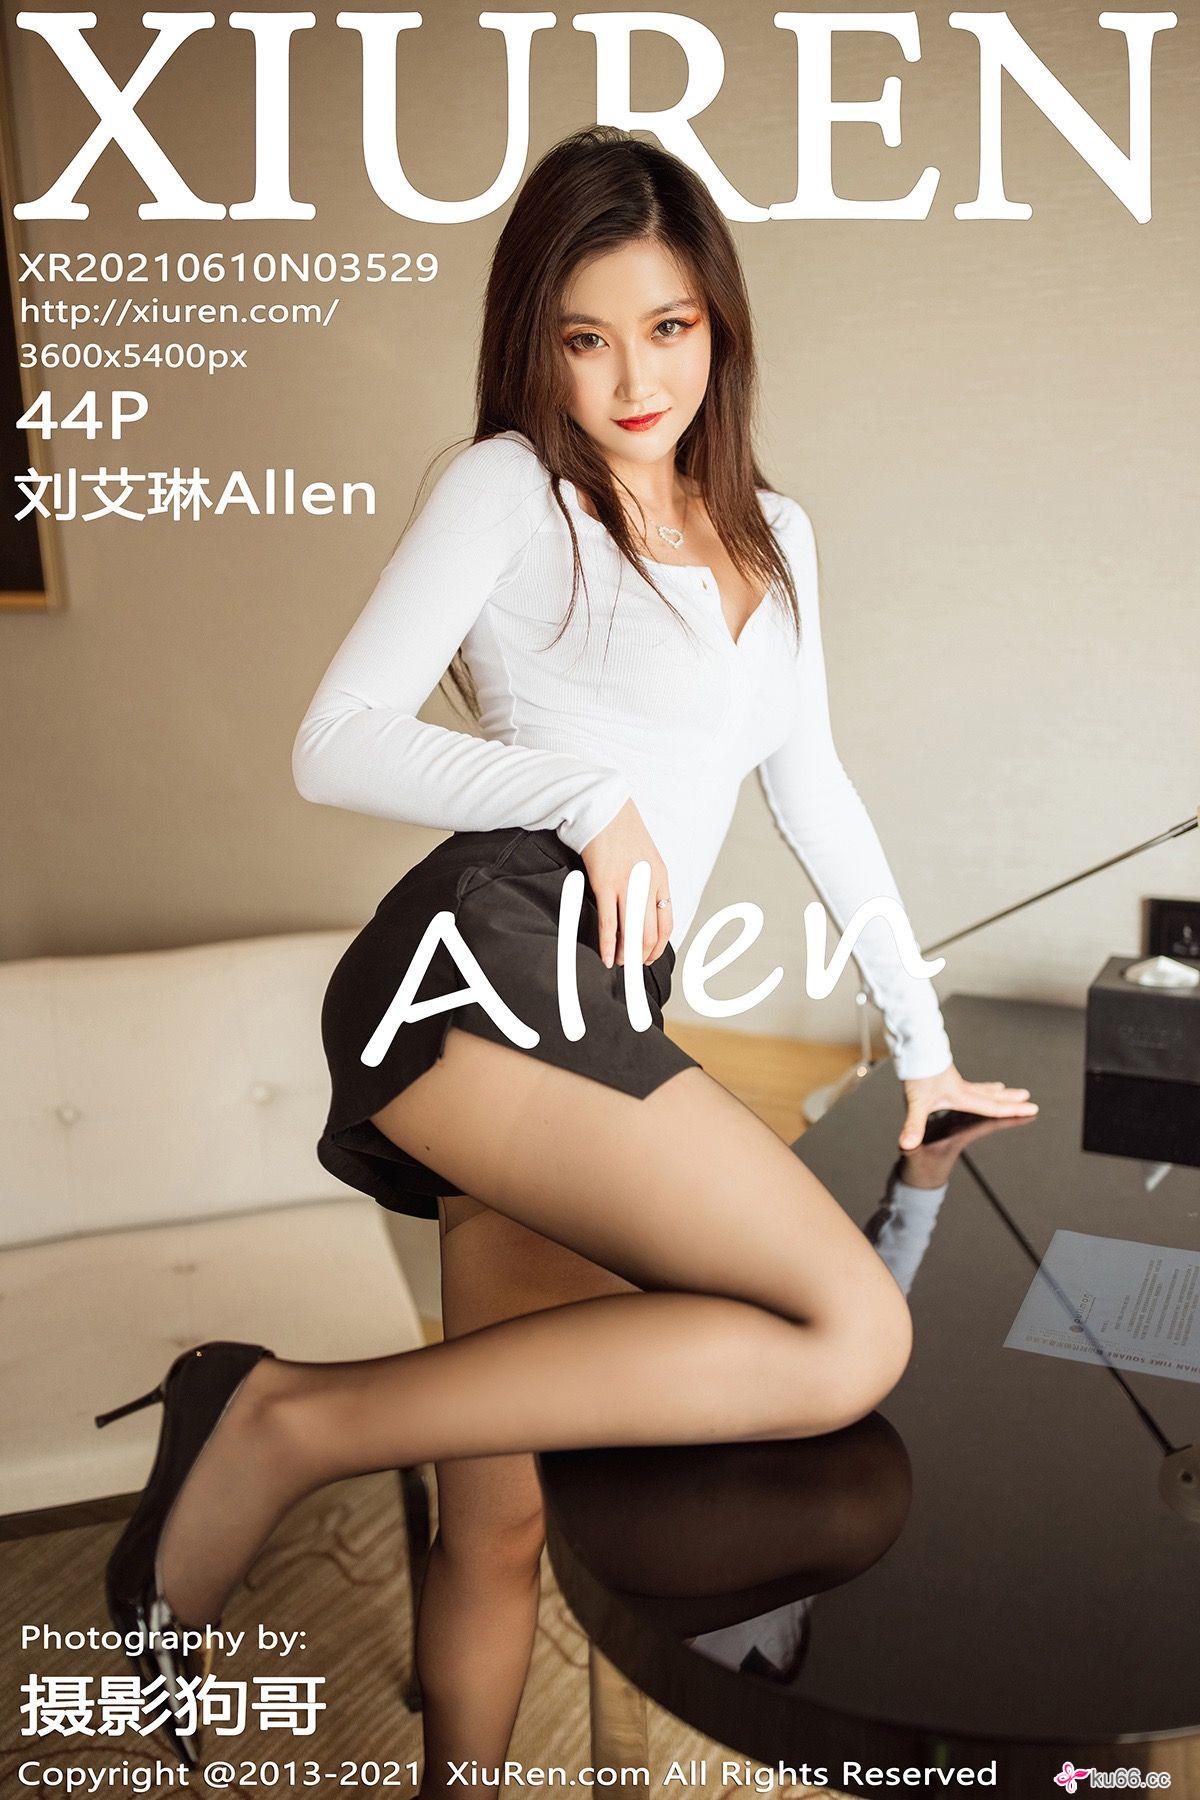 XIUREN
XR20210610N03529
http://xiuren.com/
3600x5400px
44P
刘艾琳Allen
Allen
pullman
Photography by:
摄影狗哥
Copyright @2013-2021 XiuRen.com All Rights Reserved
ku66.cc